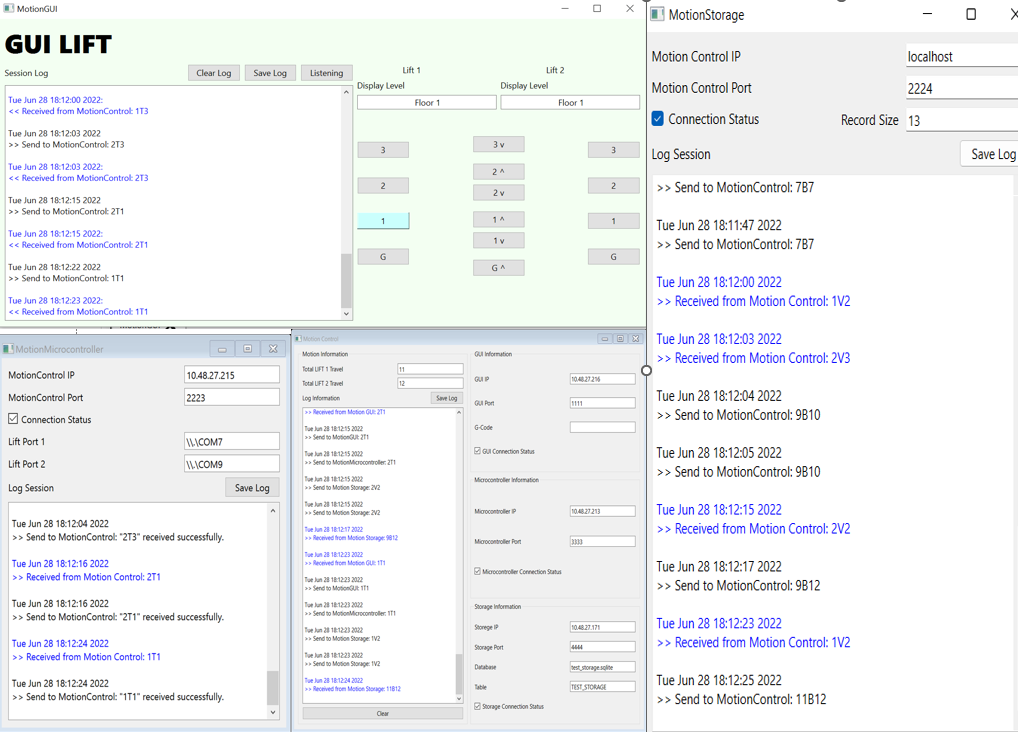 MotionGUI
GUI LIFT
Session Log
Clear Log
Save Log
Listening
Tue Jun 28 18:12:00 2022:
<< Received from MotionControl: 1T3
Tue Jun 28 18:12:03 2022
>> Send to MotionControl: 2T3
Tue Jun 28 18:12:03 2022:
<< Received from MotionControl: 2T3
Tue Jun 28 18:12:15 2022
>> Send to MotionControl: 2T1
Tue Jun 28 18:12:15 2022:
<< Received from MotionControl: 2T1
Tue Jun 28 18:12:22 2022
>> Send to MotionControl: 1T1
Tue Jun 28 18:12:23 2022:
<< Received from MotionControl: 1T1
Lift 1
Lift 2
Display Level
Display Level
Floor 1
Floor 1
3
3 v
3
2 ^
2
2
2 v
1 ^
1
1
1 v
G
G
G ^
MotionStorage
Motion Control IP
localhost
Motion Control Port
2224
Connection Status
Record Size
13
Log Session
Save Log
>> Send to MotionControl: 7B7
Tue Jun 28 18:11:47 2022
>> Send to MotionControl: 7B7
Tue Jun 28 18:12:00 2022
>> Received from Motion Control: 1V2
Tue Jun 28 18:12:03 2022
>> Received from Motion Control: 2V3
Tue Jun 28 18:12:04 2022
>> Send to MotionControl: 9B10
Tue Jun 28 18:12:05 2022
>> Send to MotionControl: 9B10
Tue Jun 28 18:12:15 2022
>> Received from Motion Control: 2V2
Tue Jun 28 18:12:17 2022
>> Send to MotionControl: 9B12
Tue Jun 28 18:12:23 2022
>> Received from Motion Control: 1V2
Tue Jun 28 18:12:25 2022
>> Send to MotionControl: 11B12
MotionMicrocontroller
MotionControl IP
10.48.27.215
MotionControl Port
2223
Connection Status
Lift Port 1
\\.\COM7
Lift Port 2
\\.\COM9
Log Session
Save Log
Tue Jun 28 18:12:04 2022
>> Send to MotionControl: "2T3" received successfully.
Tue Jun 28 18:12:16 2022
>> Received from Motion Control: 2T1
Tue Jun 28 18:12:16 2022
>> Send to MotionControl: "2T1" received successfully.
Tue Jun 28 18:12:24 2022
>> Received from Motion Control: 1T1
Tue Jun 28 18:12:24 2022
>> Send to MotionControl: "1T1" received successfully.
Motion Control
Motion Information
Total LIFT 1 Travel
11
Total LIFT 2 Travel
12
Log Information
Save Log
>> Received from Motion GUI: 2T1
Tue Jun 28 18:12:15 2022
>> Send to MotionGUI: 2T1
Tue Jun 28 18:12:15 2022
>> Send to MotionMicrocontroller: 2T1
Tue Jun 28 18:12:15 2022
>> Send to Motion Storage: 2V2
Tue Jun 28 18:12:15 2022
>> Send to Motion Storage: 2V2
Tue Jun 28 18:12:17 2022
>> Received from Motion Storage: 9B12
Tue Jun 28 18:12:23 2022
>> Received from Motion GUI: 1T1
Tue Jun 28 18:12:23 2022
>> Send to MotionGUI: 1T1
Tue Jun 28 18:12:23 2022
>> Send to MotionMicrocontroller: 1T1
Tue Jun 28 18:12:23 2022
>> Send to Motion Storage: 1V2
Tue Jun 28 18:12:23 2022
>> Send to Motion Storage: 1V2
Tue Jun 28 18:12:24 2022
>> Received from Motion Storage: 11B12
Clear
GUI Information
GUI IP
10.48.27.216
GUI Port
1111
G-Code
GUI Connection Status
Microcontroller Information
Microcontroller IP
10.48.27.213
Microcontroller Port
3333
Microcontroller Connection Status
Storage Information
Storege IP
10.48.27.171
Storage Port
4444
Database
test_storage.sqlite
Table
TEST_STORAGE
Storage Connection Status